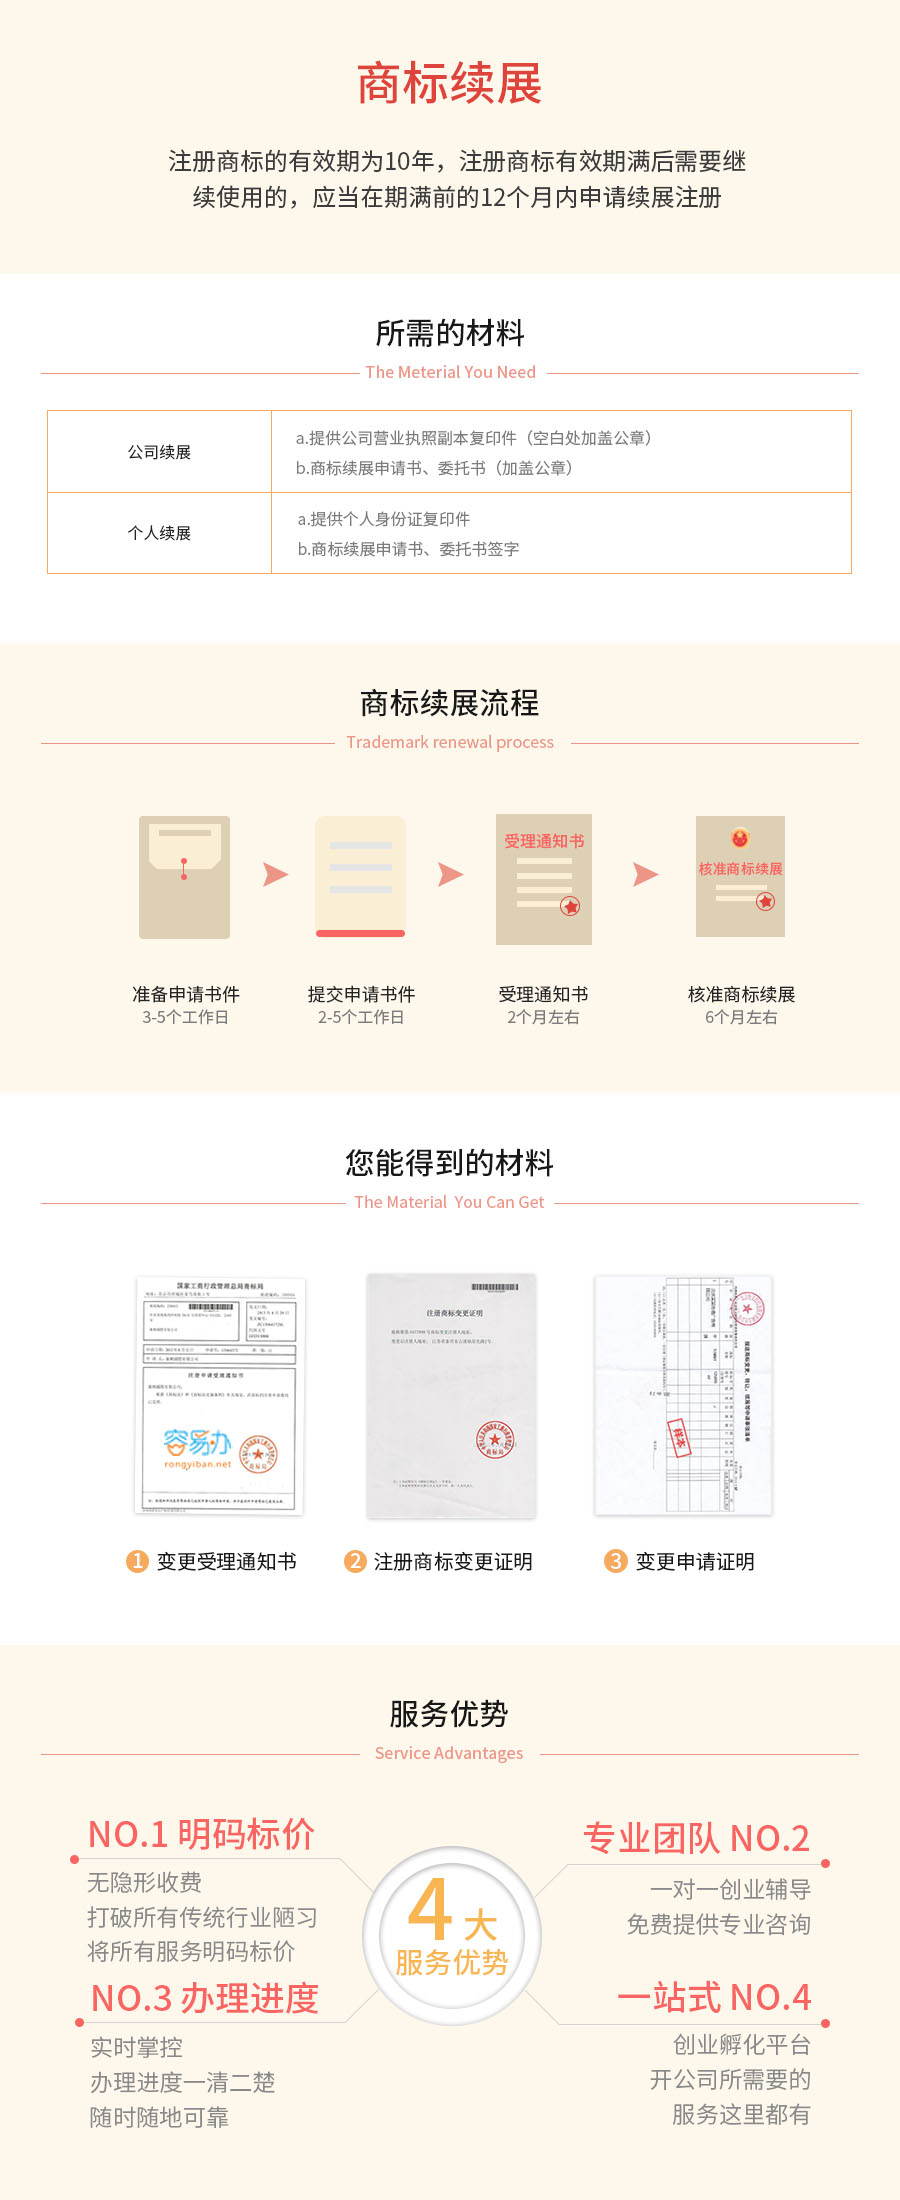 商标续展
注册商标的有效期为10年，注册商标有效期满后需要继
续使用的，应当在期满前的12个月内申请续展注册
所需的材料
The Meterial You Need
公司续展
a.提供公司营业执照副本复印件（空白处加盖公章）
b.商标续展申请书、委托书（加盖公章）
个人续展
a.提供个人身份证复印件
b.商标续展申请书、委托书签字
商标续展流程
Trademark renewal process
受理通知书
核准商标续展
准备申请书件
3-5个工作日
提交申请书件
2-5个工作日
受理通知书
2个月左右
核准商标续展
6个月左右
您能得到的材料
The Material You Can Get
国家工商行政管理总局商标局
注册申请受理通知书
容易办
rongyiban.net
商标局
注册商标变更证明
商标局
样本
1 变更受理通知书
2 注册商标变更证明
3 变更申请证明
服务优势
Service Advantages
NO.1 明码标价
无隐形收费
打破所有传统行业陋习
将所有服务明码标价
专业团队 NO.2
一对一创业辅导
免费提供专业咨询
4大
服务优势
NO.3 办理进度
实时掌控
办理进度一清二楚
随时随地可靠
一站式 NO.4
创业孵化平台
开公司所需要的
服务这里都有